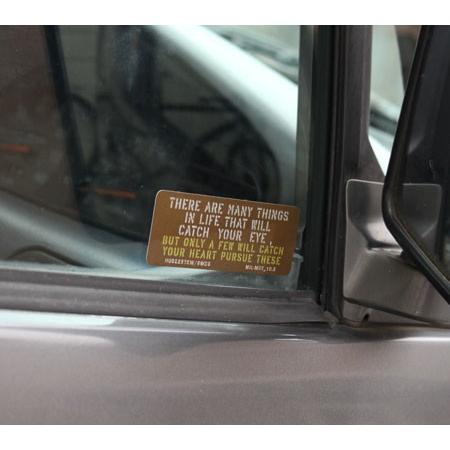 THERE ARE MANY THINGS
IN LIFE THAT WILL
CATCH YOUR EYE,
BUT ONLY A FEW WILL CATCH
YOUR HEART PURSUE THESE